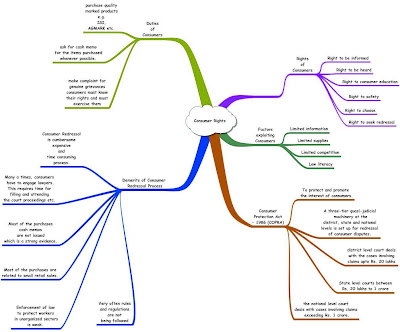 purchase quality
marked products
e.g.
ISI,
AGMARK etc.
ask for cash memo
for the items purchased
whenever possible.
make complaint for
genuine grievances
consumers must know
their rights and must
exercise them
Duties
of
Consumers
Consumer Rights
Rights
of
Consumers
Right to be informed
Right to be heard
Right to consumer education
Right to safety
Right to choose
Right to seek redressal
Factors
exploiting
Consumers
Limited information
Limited supplies
Limited competition
Low literacy
Consumer
Protection Act
- 1986 (COPRA)
To protect and promote
the interest of consumers.
A three-tier quasi-judicial
machinery at the
district, state and national
levels is set up for redressal
of consumer disputes.
district level court deals
with the cases involving
claims upto Rs. 20 lakhs
State level courts between
Rs. 20 lakhs to 1 crore
the national level court
deals with cases involving claims
exceeding Rs. 1 crore.
Demerits of Consumer
Redressal Process
Consumer Redressal
is cumbersome
expensive
and
time consuming
process.
Many a times, consumers
have to engage lawyers.
This requires time for
filling and attending
the court proceedings etc.
Most of the purchases
cash memos
are not issued
which is a strong evidence.
Most of the purchases are
related to small retail sales.
Enforcement of law
to protect workers
in unorganized sectors
is weak.
Very often rules
and regulations
are not
being followed.